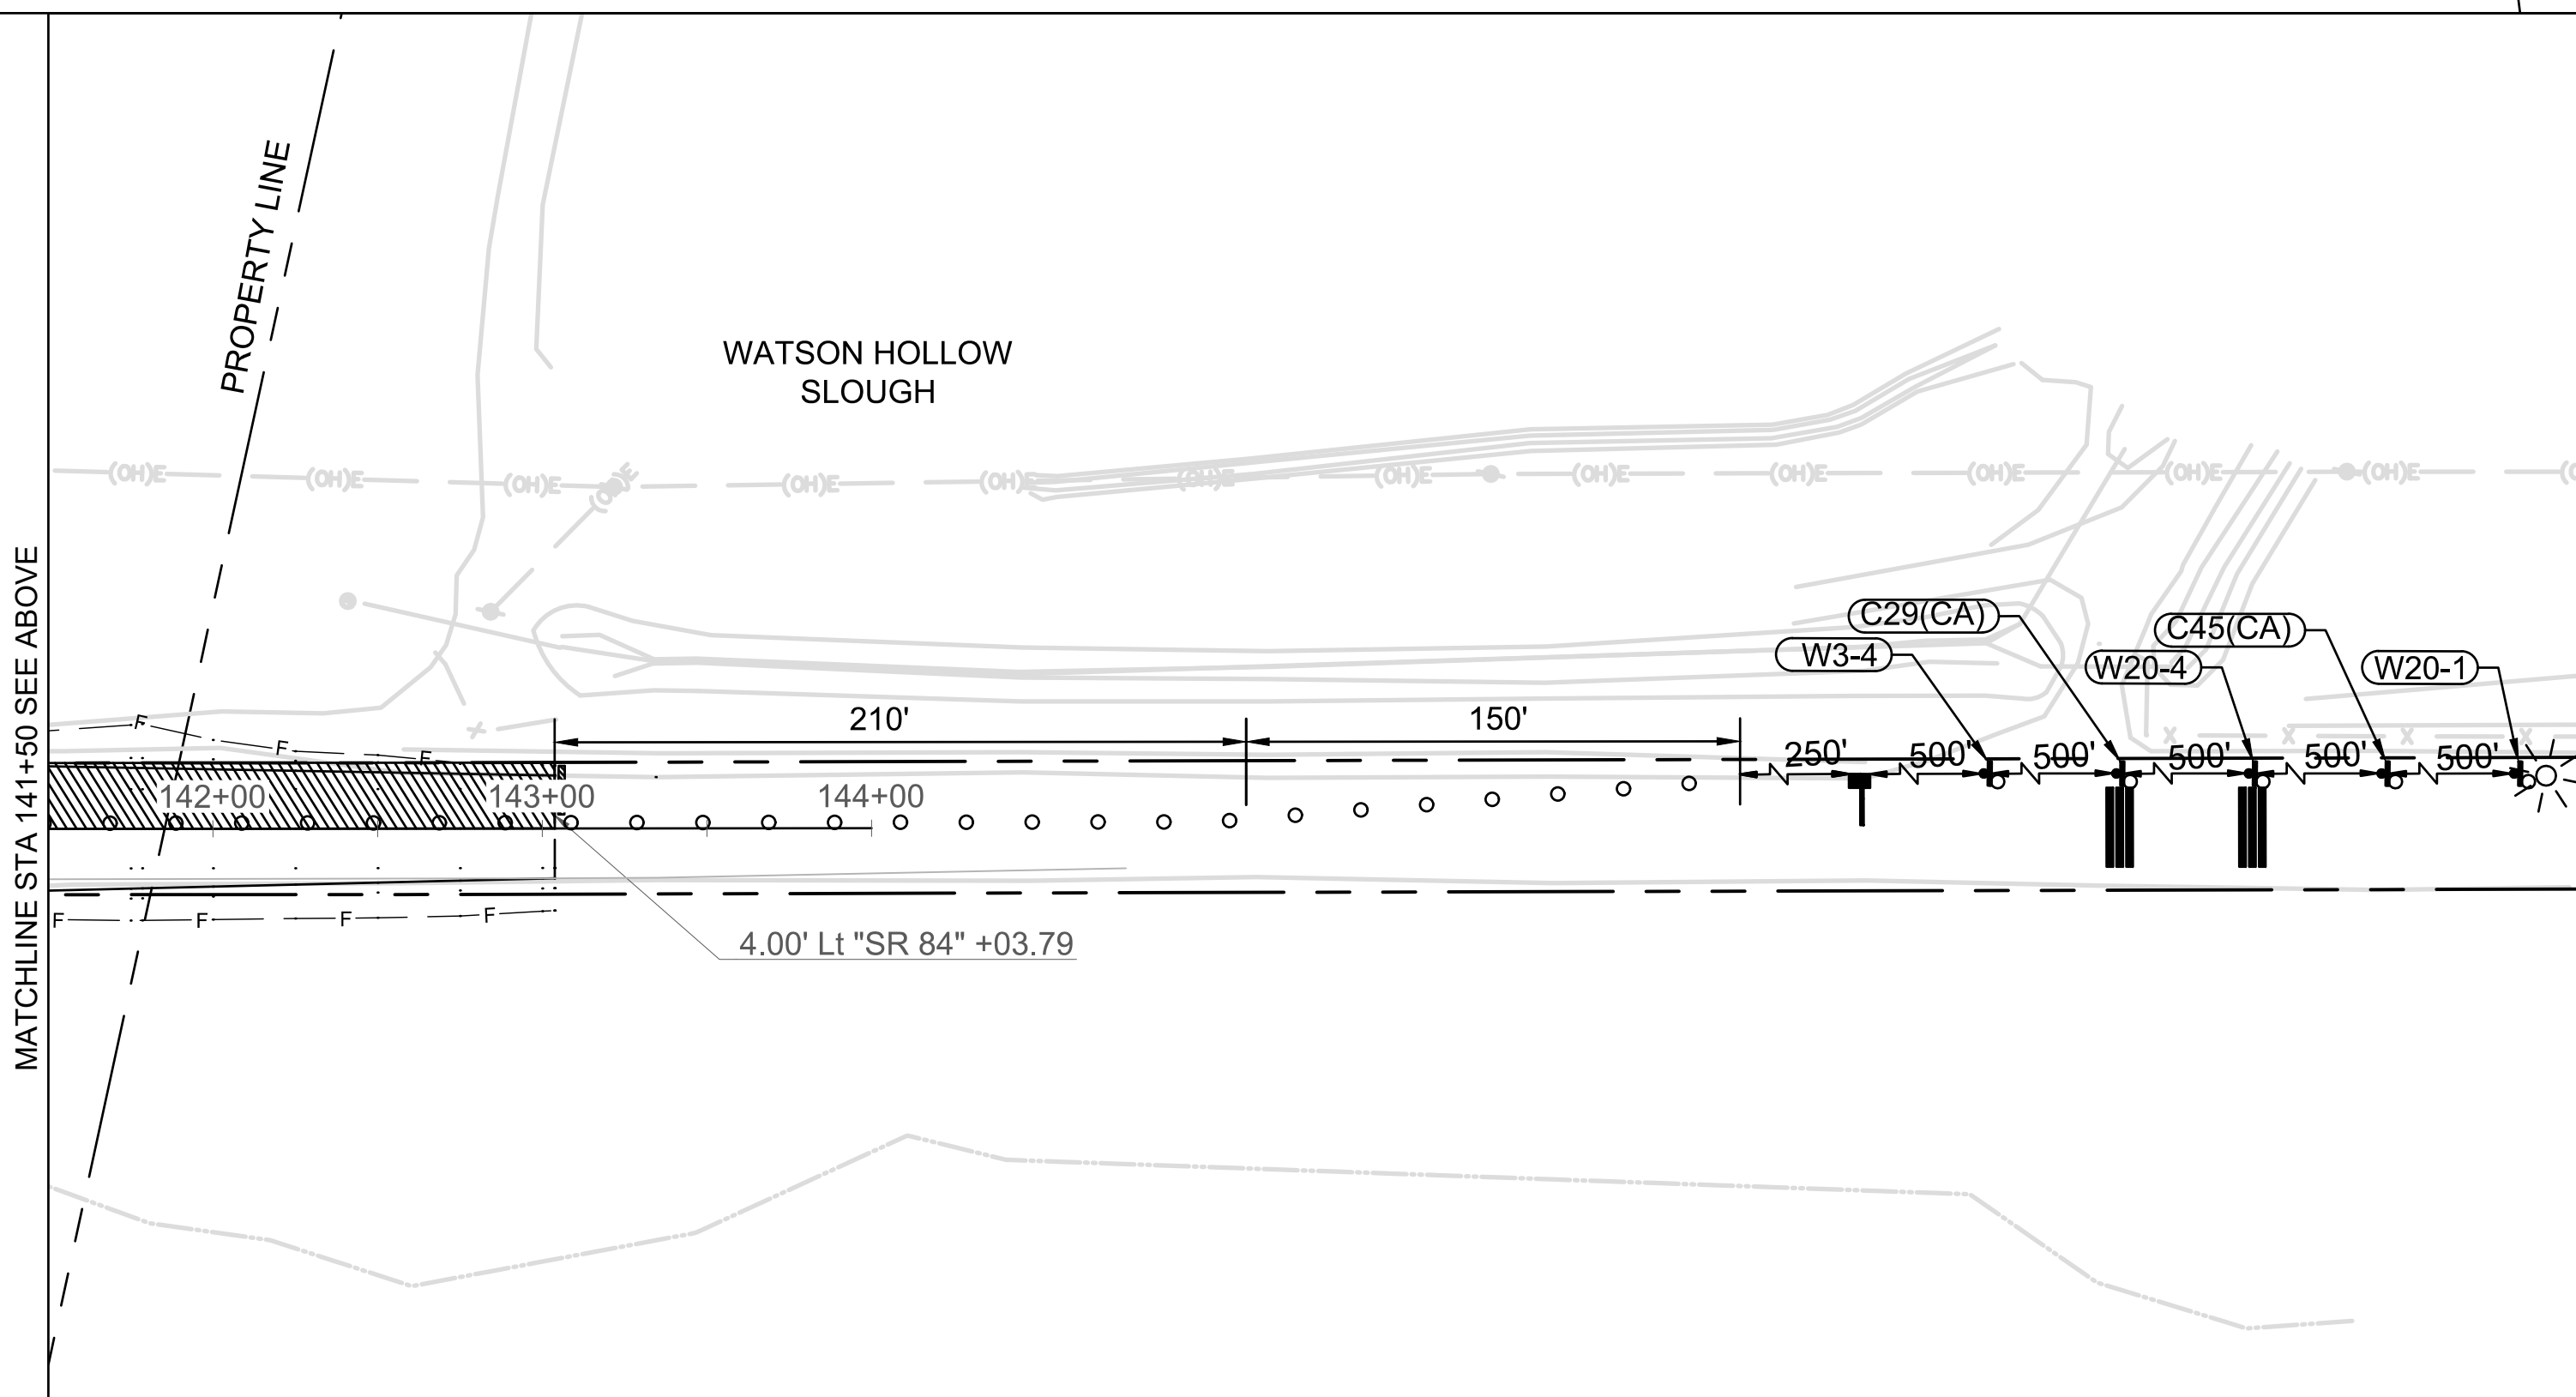 PROPERTY LINE
WATSON HOLLOW
SLOUGH
(OH)E (OH)E (OH)E (OH)E (OH)E (OH)E (OH)E (OH)E (OH)E (OH)E (OH)E (OH)E
(OH)E
MATCHLINE STA 141+50 SEE ABOVE
C29(CA)
C45(CA)
W3-4
W20-4
W20-1
210'
150'
250'
500'
500'
500'
500'
500'
X
X X X X
F F F
142+00
143+00
144+00
F F F F
4.00' Lt "SR 84" +03.79